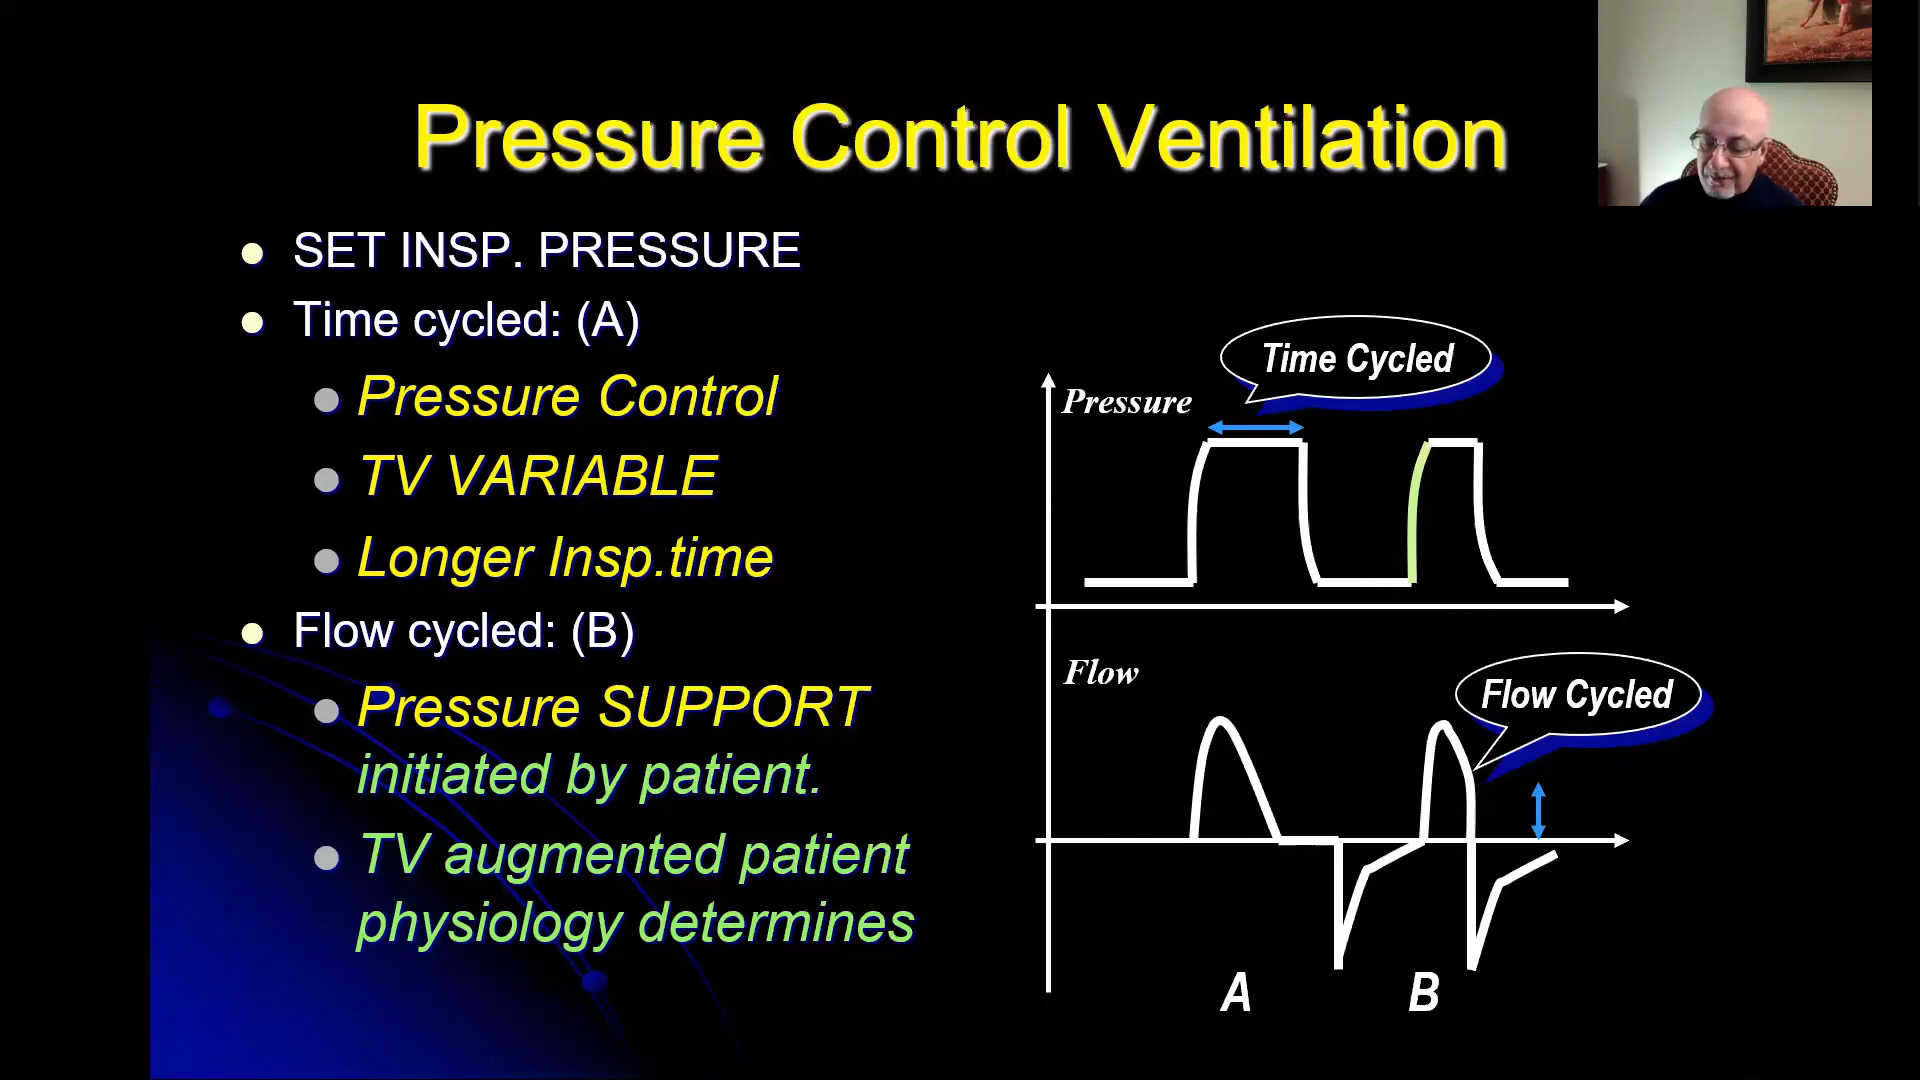 Pressure Control Ventilation
SET INSP. PRESSURE
Time cycled: (A)
Pressure Control
TV VARIABLE
Longer Insp.time
Flow cycled: (B)
Pressure SUPPORT
initiated by patient.
TV augmented patient
physiology determines
Time Cycled
Pressure
Flow
Flow Cycled
A
B